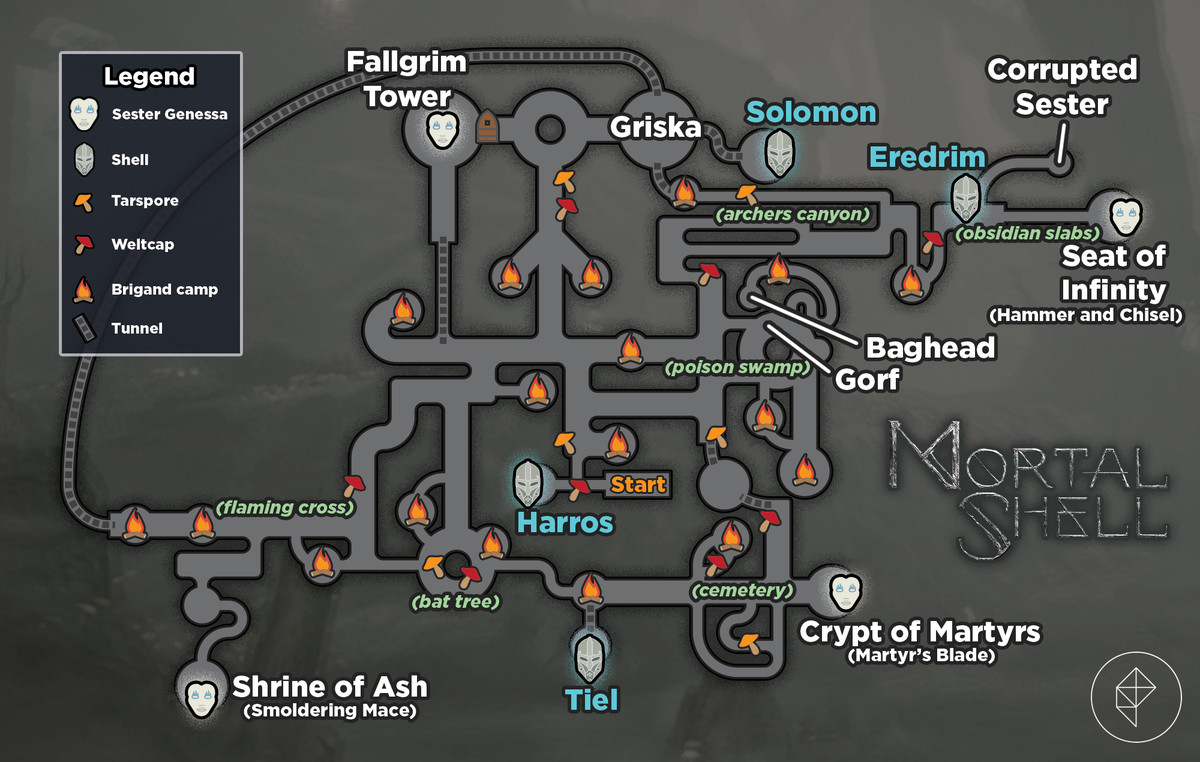 Legend
Sester Genessa
Shell
Tarspore
Weltcap
Brigand camp
Tunnel
Fallgrim
Tower
Griska
Solomon
Corrupted
Sester
Eredrim
(archers canyon)
(obsidian slabs)
Seat of
Infinity
(Hammer and Chisel)
Baghead
(poison swamp)
Gorf
MORTAL
SHELL
Start
Harros
(flaming cross)
(bat tree)
(cemetery)
Crypt of Martyrs
(Martyr's Blade)
Shrine of Ash
(Smoldering Mace)
Tiel